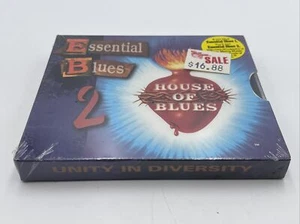 Essential
Blues
2
SALE
$16.88
HOUSE OF BLUES
UNITY IN DIVERSITY